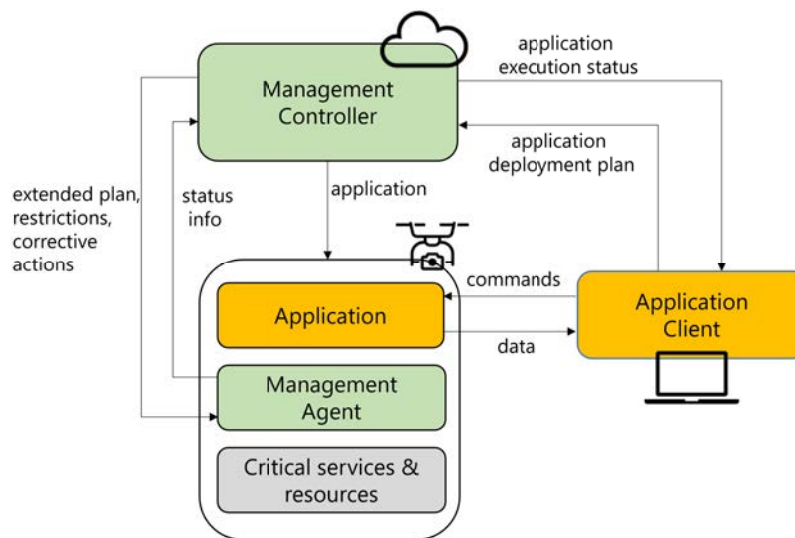 Management
Controller
application
execution status
application
deployment plan
extended plan,
restrictions,
corrective
actions
status
info
application
commands
data
Application
Client
Application
Management
Agent
Critical services &
resources